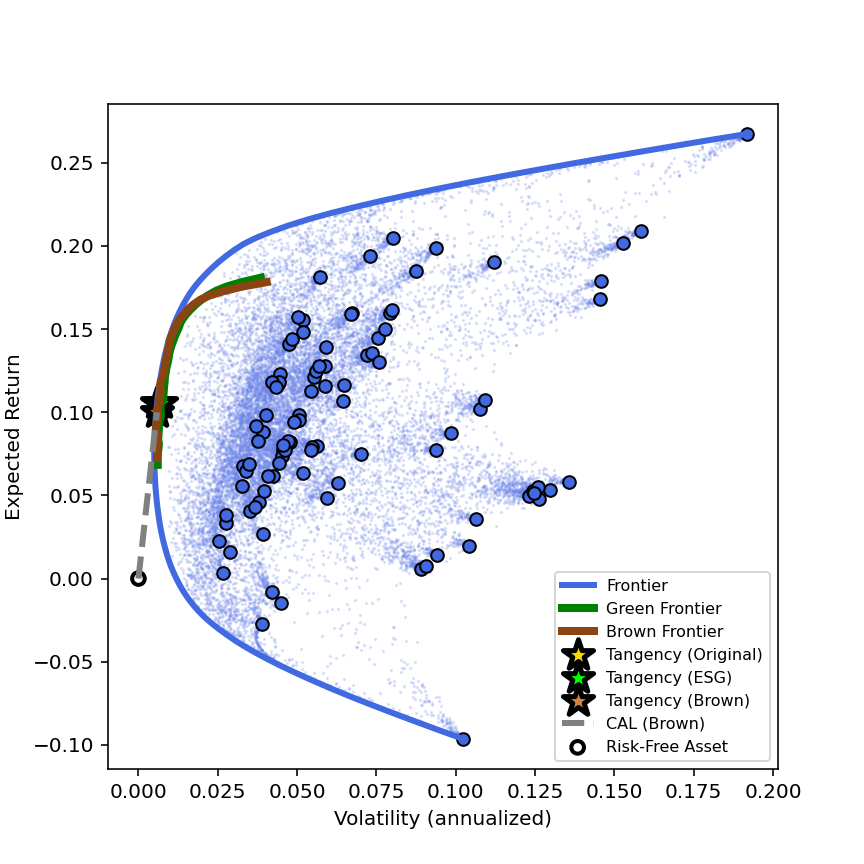 0.25
0.20
0.15
0.10
0.05
0.00
−0.05
−0.10
Expected Return
0.000 0.025 0.050 0.075 0.100 0.125 0.150 0.175 0.200
Volatility (annualized)
Frontier
Green Frontier
Brown Frontier
Tangency (Original)
Tangency (ESG)
Tangency (Brown)
CAL (Brown)
Risk-Free Asset